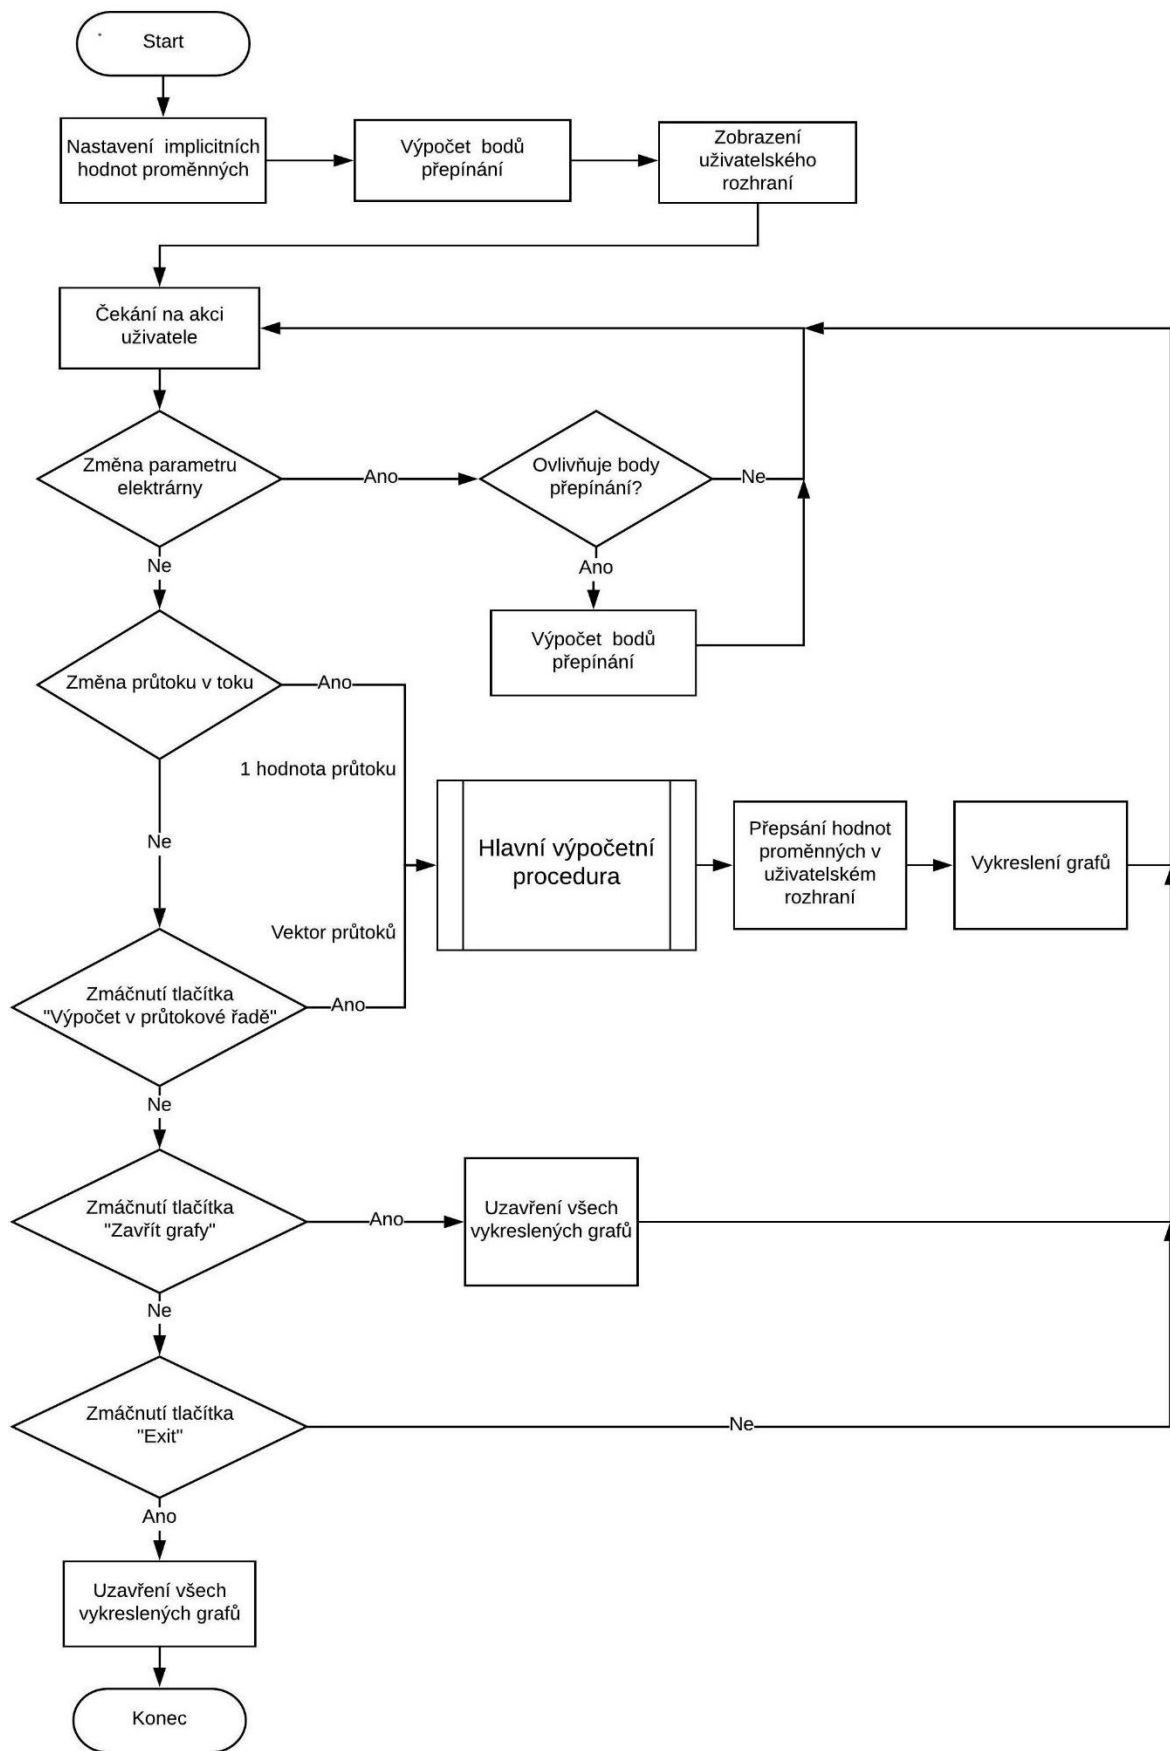 Start
Nastavení implicitních
hodnot proměnných
Výpočet bodů
přepínání
Zobrazení
uživatelského
rozhraní
Čekání na akci
uživatele
Změna parametru
elektrárny
Ano
Ovlivňuje body
přepínání?
Ne
Ne
Ano
Výpočet bodů
přepínání
Změna průtoku v toku
Ano
1 hodnota průtoku
Hlavní výpočetní
procedura
Přepsání hodnot
proměnných v
uživatelském
rozhraní
Vykreslení grafů
Ne
Vektor průtoků
Zmáčnutí tlačítka
"Výpočet v průtokové řadě"
Ano
Ne
Zmáčnutí tlačítka
"Zavřít grafy"
Ano
Uzavření všech
vykreslených grafů
Ne
Zmáčnutí tlačítka
"Exit"
Ne
Ano
Uzavření všech
vykreslených grafů
Konec